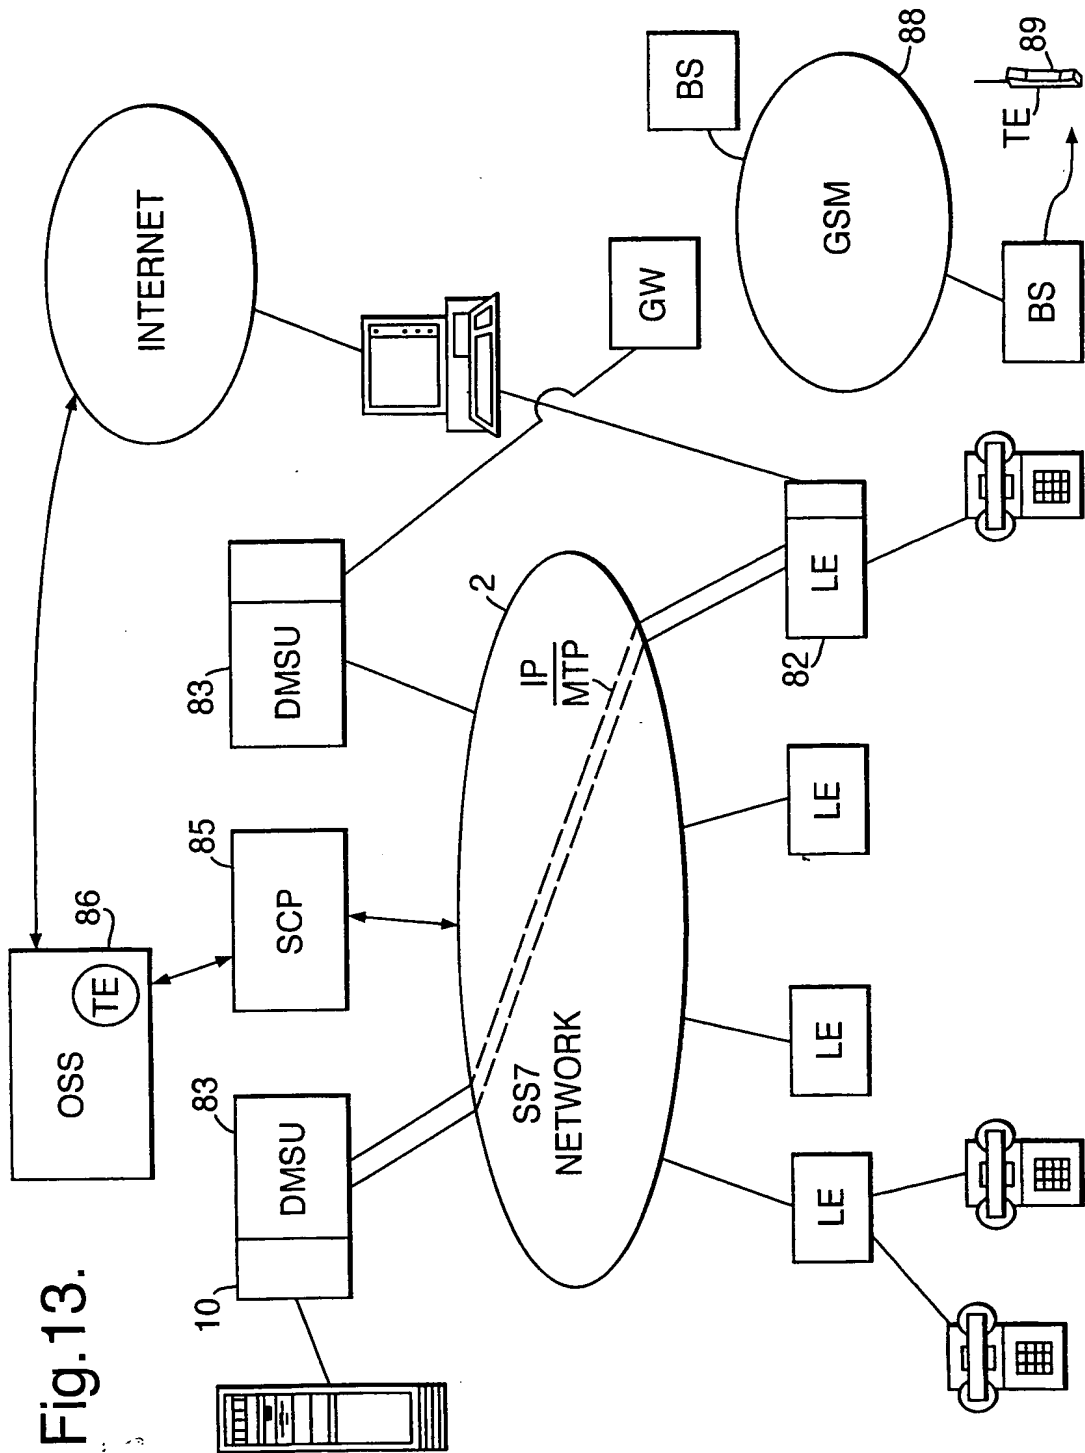 Fig.13.
OSS
TE
86
INTERNET
10
DMSU
83
SCP
85
83
DMSU
GW
SS7
NETWORK
IP
MTP
2
BS
GSM
88
LE
LE
LE
LE
82
BS
TE
89